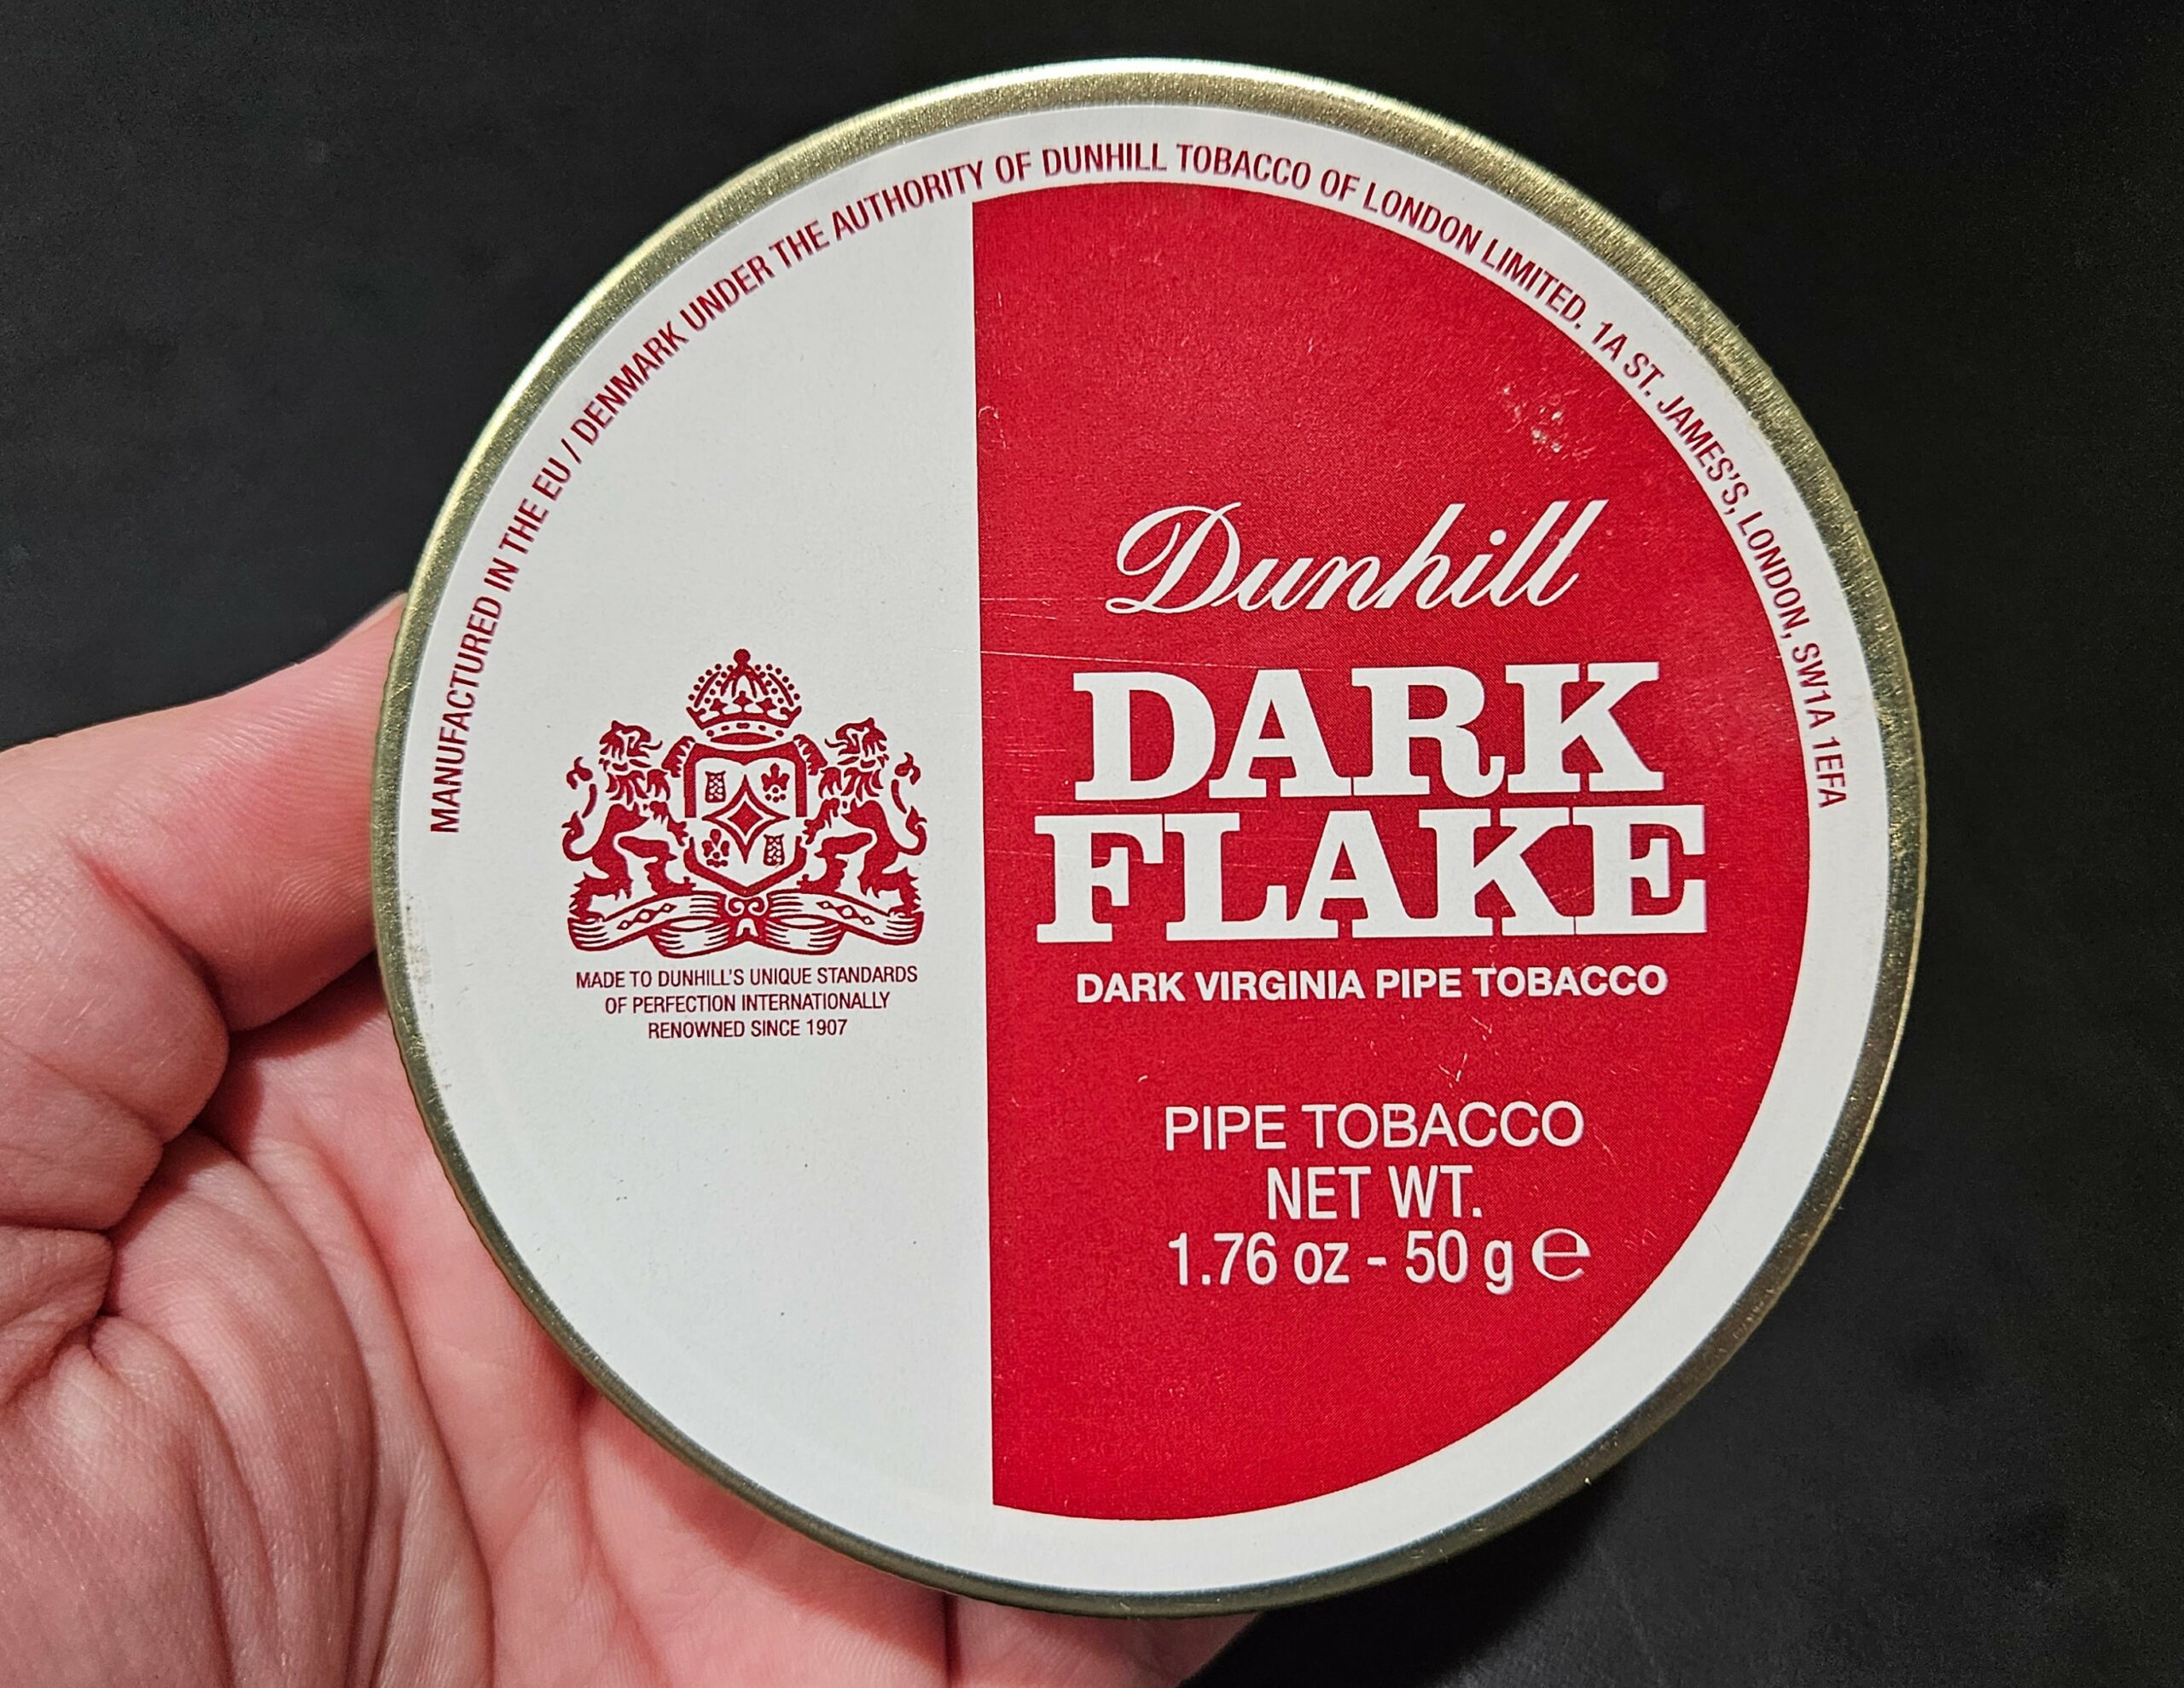 MANUFACTURED IN THE EU / DENMARK UNDER THE AUTHORITY OF DUNHILL TOBACCO OF LONDON LIMITED. 1A ST. JAMES'S, LONDON, SW1A 1EFA
MADE TO DUNHILL'S UNIQUE STANDARDS
OF PERFECTION INTERNATIONALLY
RENOWNED SINCE 1907
Dunhill
DARK
FLAKE
DARK VIRGINIA PIPE TOBACCO
PIPE TOBACCO
NET WT.
1.76 oz - 50 g ℮